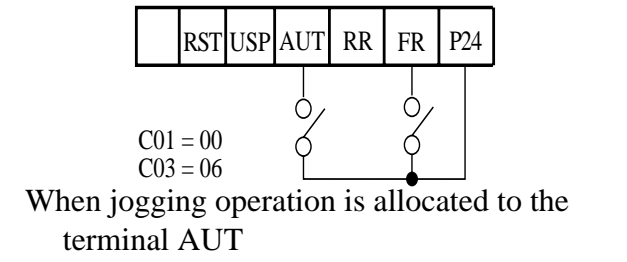 RST USP AUT RR FR P24
C01 = 00
C03 = 06
When jogging operation is allocated to the
terminal AUT